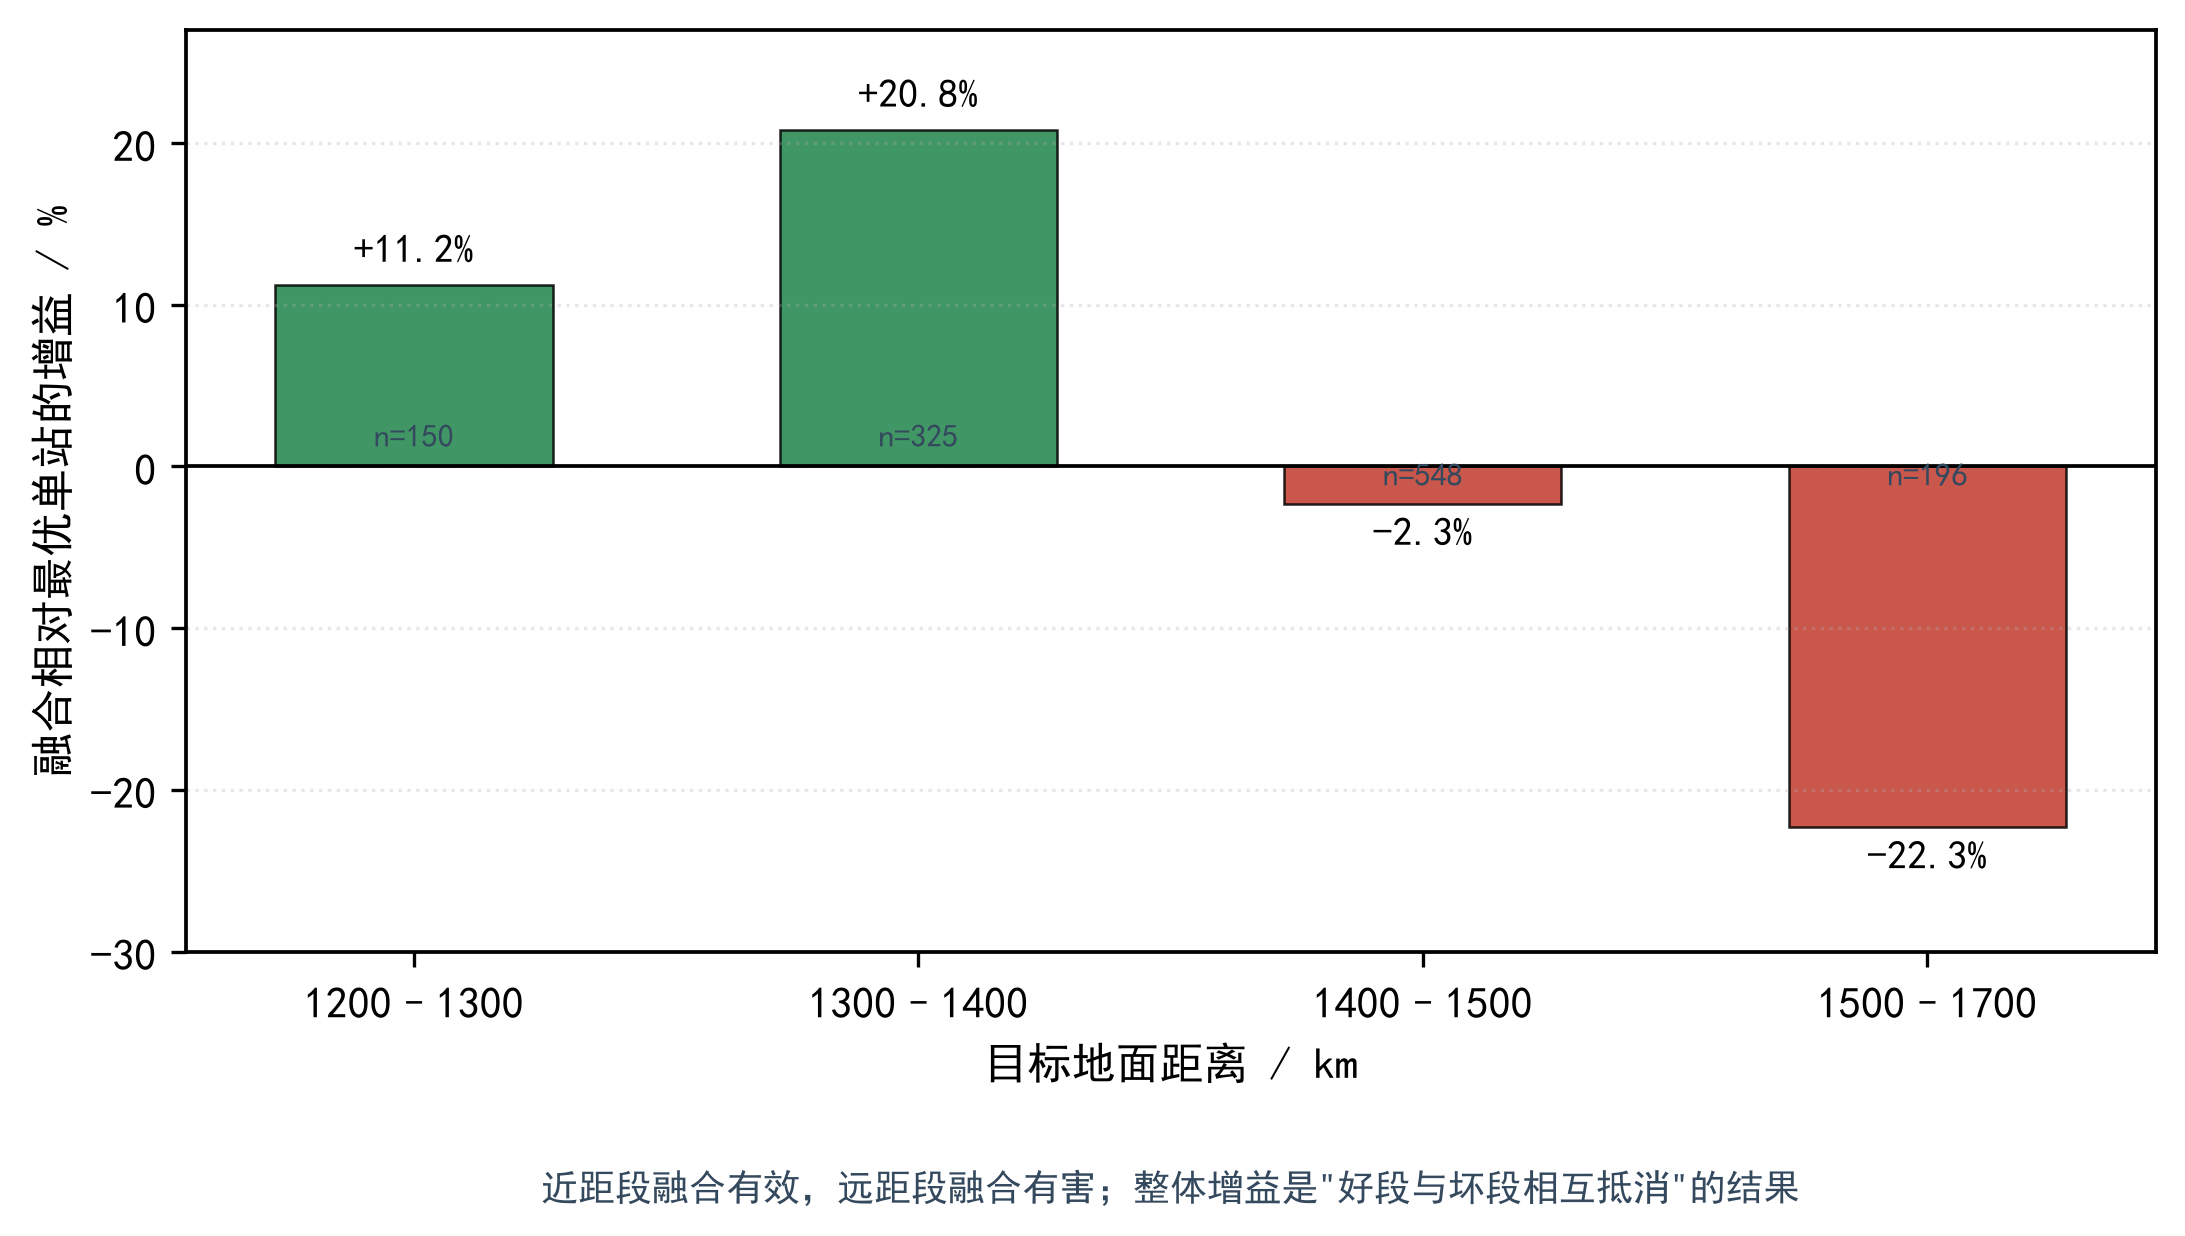 融合相对最优单站的增益 / %
20
10
0
−10
−20
−30
+11.2%
+20.8%
−2.3%
−22.3%
n=150
n=325
n=548
n=196
1200 – 1300
1300 – 1400
1400 – 1500
1500 – 1700
目标地面距离 / km
近距段融合有效，远距段融合有害；整体增益是"好段与坏段相互抵消"的结果